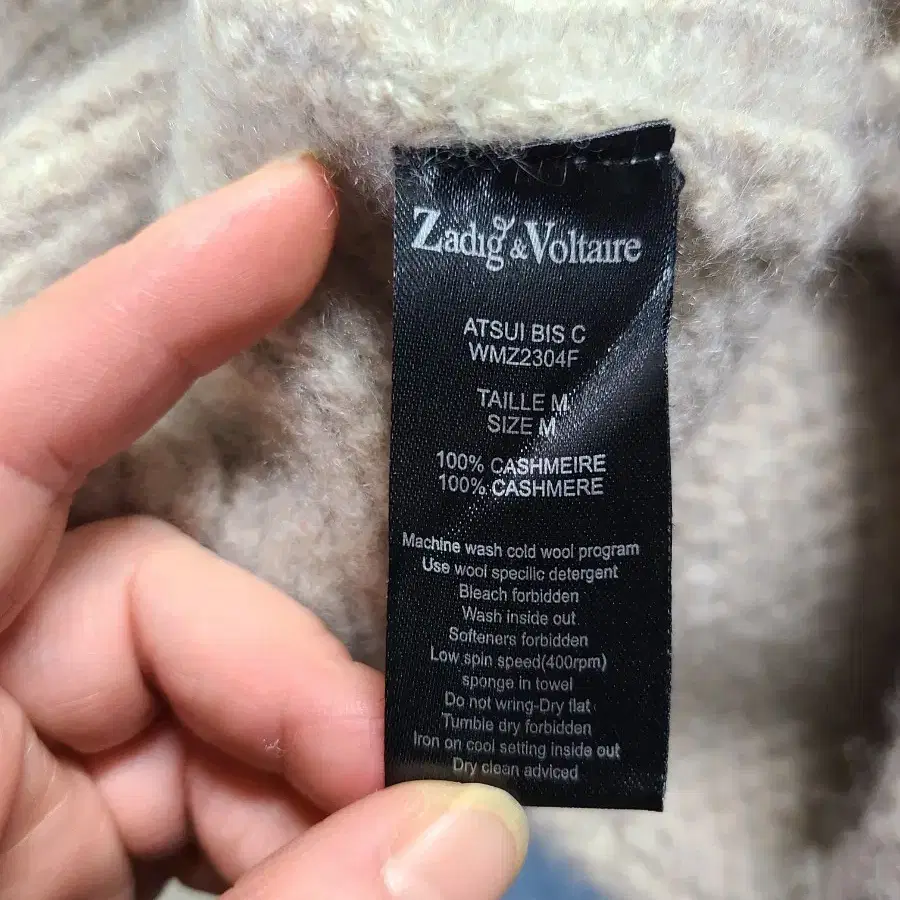 Zadig & Voltaire
ATSUI BIS C
WMZ2304F
TAILLE M
SIZE M
100% CASHMEIRE
100% CASHMERE
Machine wash cold wool program
Use wool specilic detergent
Bleach forbidden
Wash inside out
Softeners forbidden
Low spin speed(400rpm)
sponge in towel
Do not wring-Dry flat
Tumble dry forbidden
Iron on cool setting inside out
Dry clean adviced